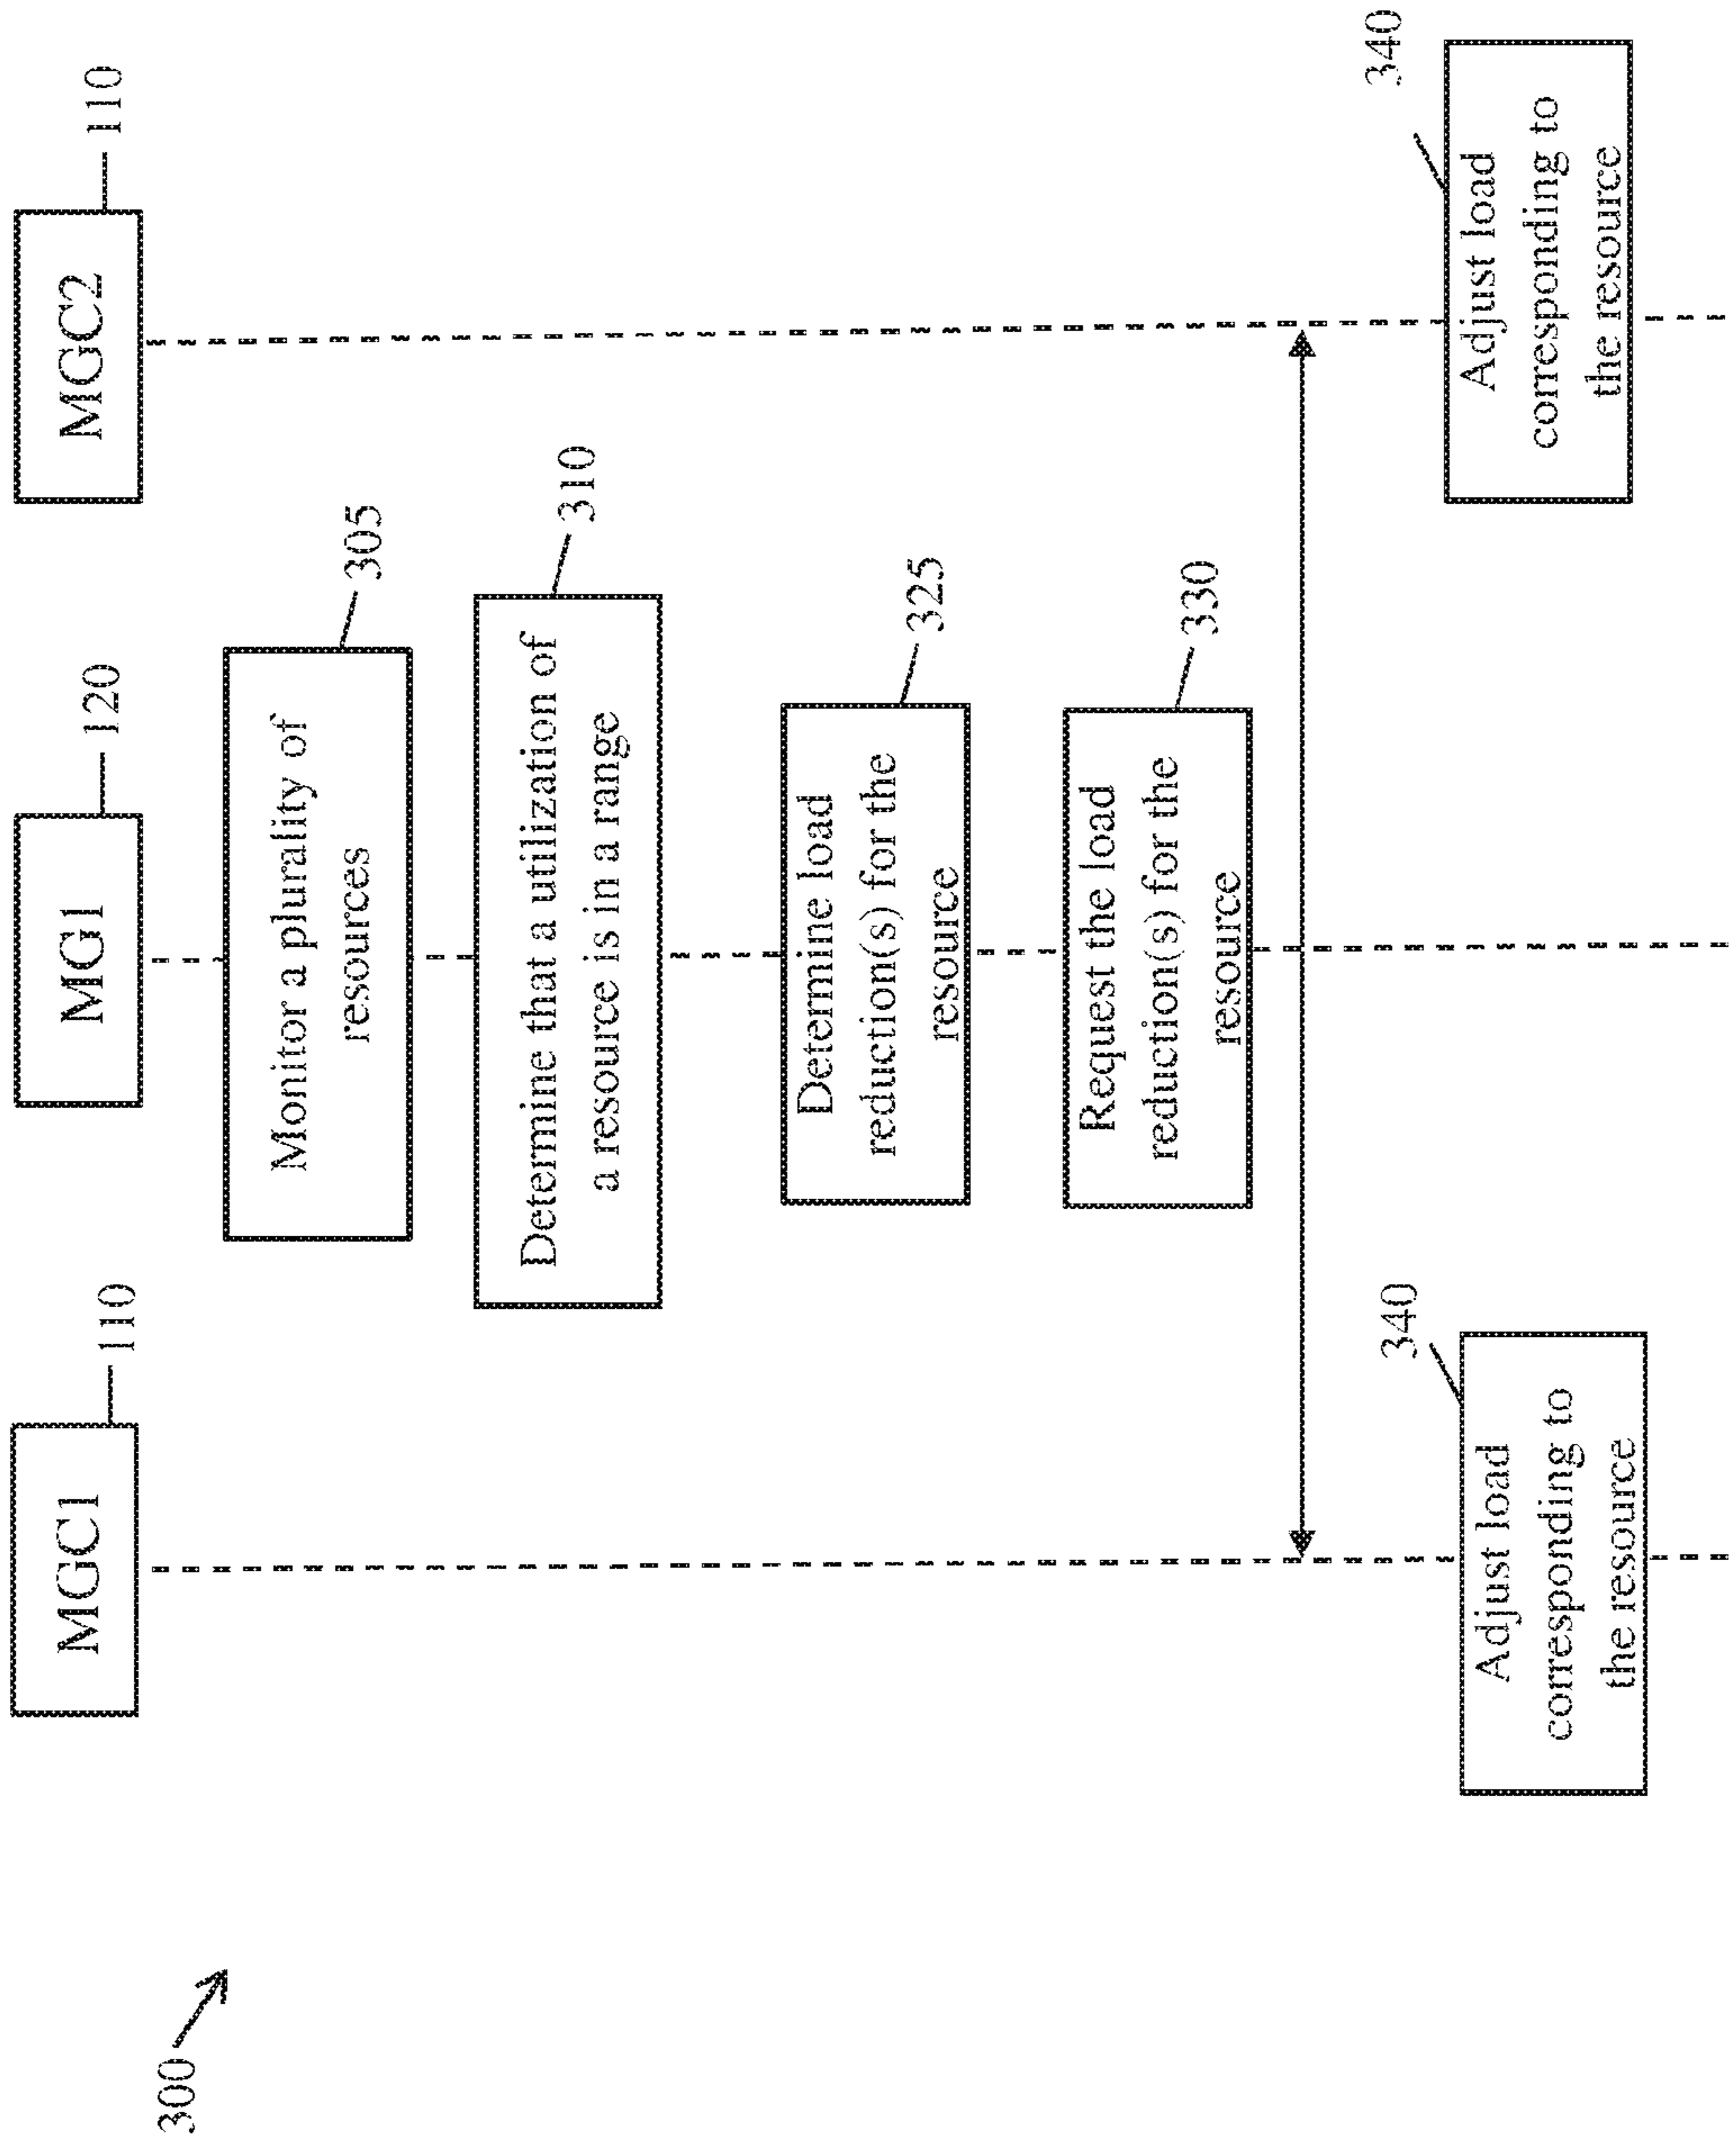 300
MGC1
110
MG1
120
MGC2
110
Monitor a plurality of
resources
305
Determine that a utilization of
a resource is in a range
310
Determine load
reduction(s) for the
resource
325
Request the load
reduction(s) for the
resource
330
Adjust load
corresponding to
the resource
340
Adjust load
corresponding to
the resource
340